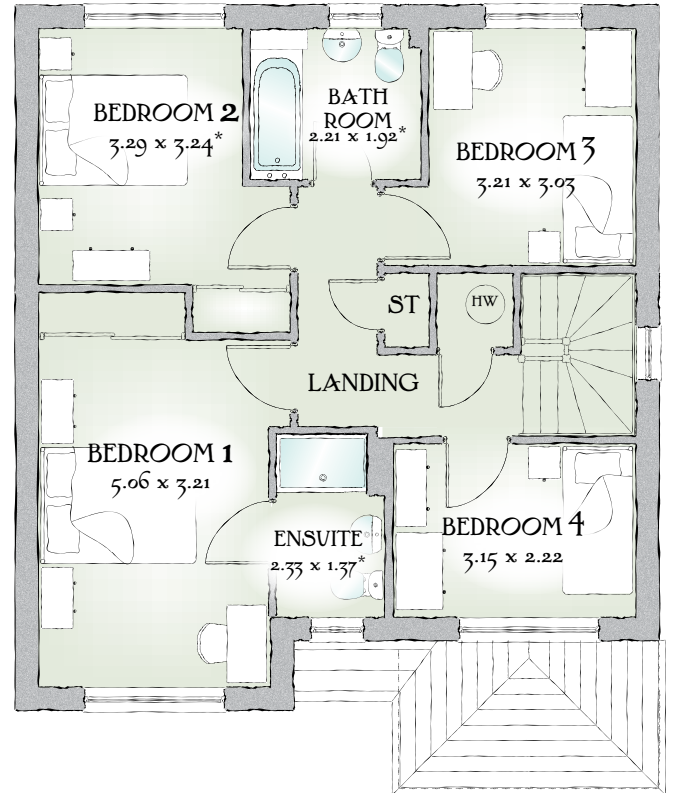 BEDROOM 2
3.29 x 3.24*
BATH
ROOM
2.21 x 1.92*
BEDROOM 3
3.21 x 3.03
ST
HW
LANDING
BEDROOM 1
5.06 x 3.21
ENSUITE
2.33 x 1.37*
BEDROOM 4
3.15 x 2.22